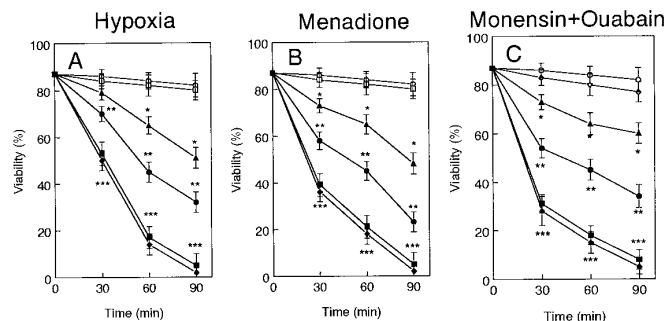 Hypoxia Menadione Monensin+Ouabain
A B C
100 100 100
80 80 80
60 60 60
40 40 40
20 20 20
0 0 0
Viability (%) Viability (%) Viability (%)
* * ** ** ** *** *** ***
* * * ** ** ** *** *** ***
* * * ** ** ** *** *** ***
0 30 60 90 0 30 60 90 0 30 60 90
Time (min) Time (min) Time (min)